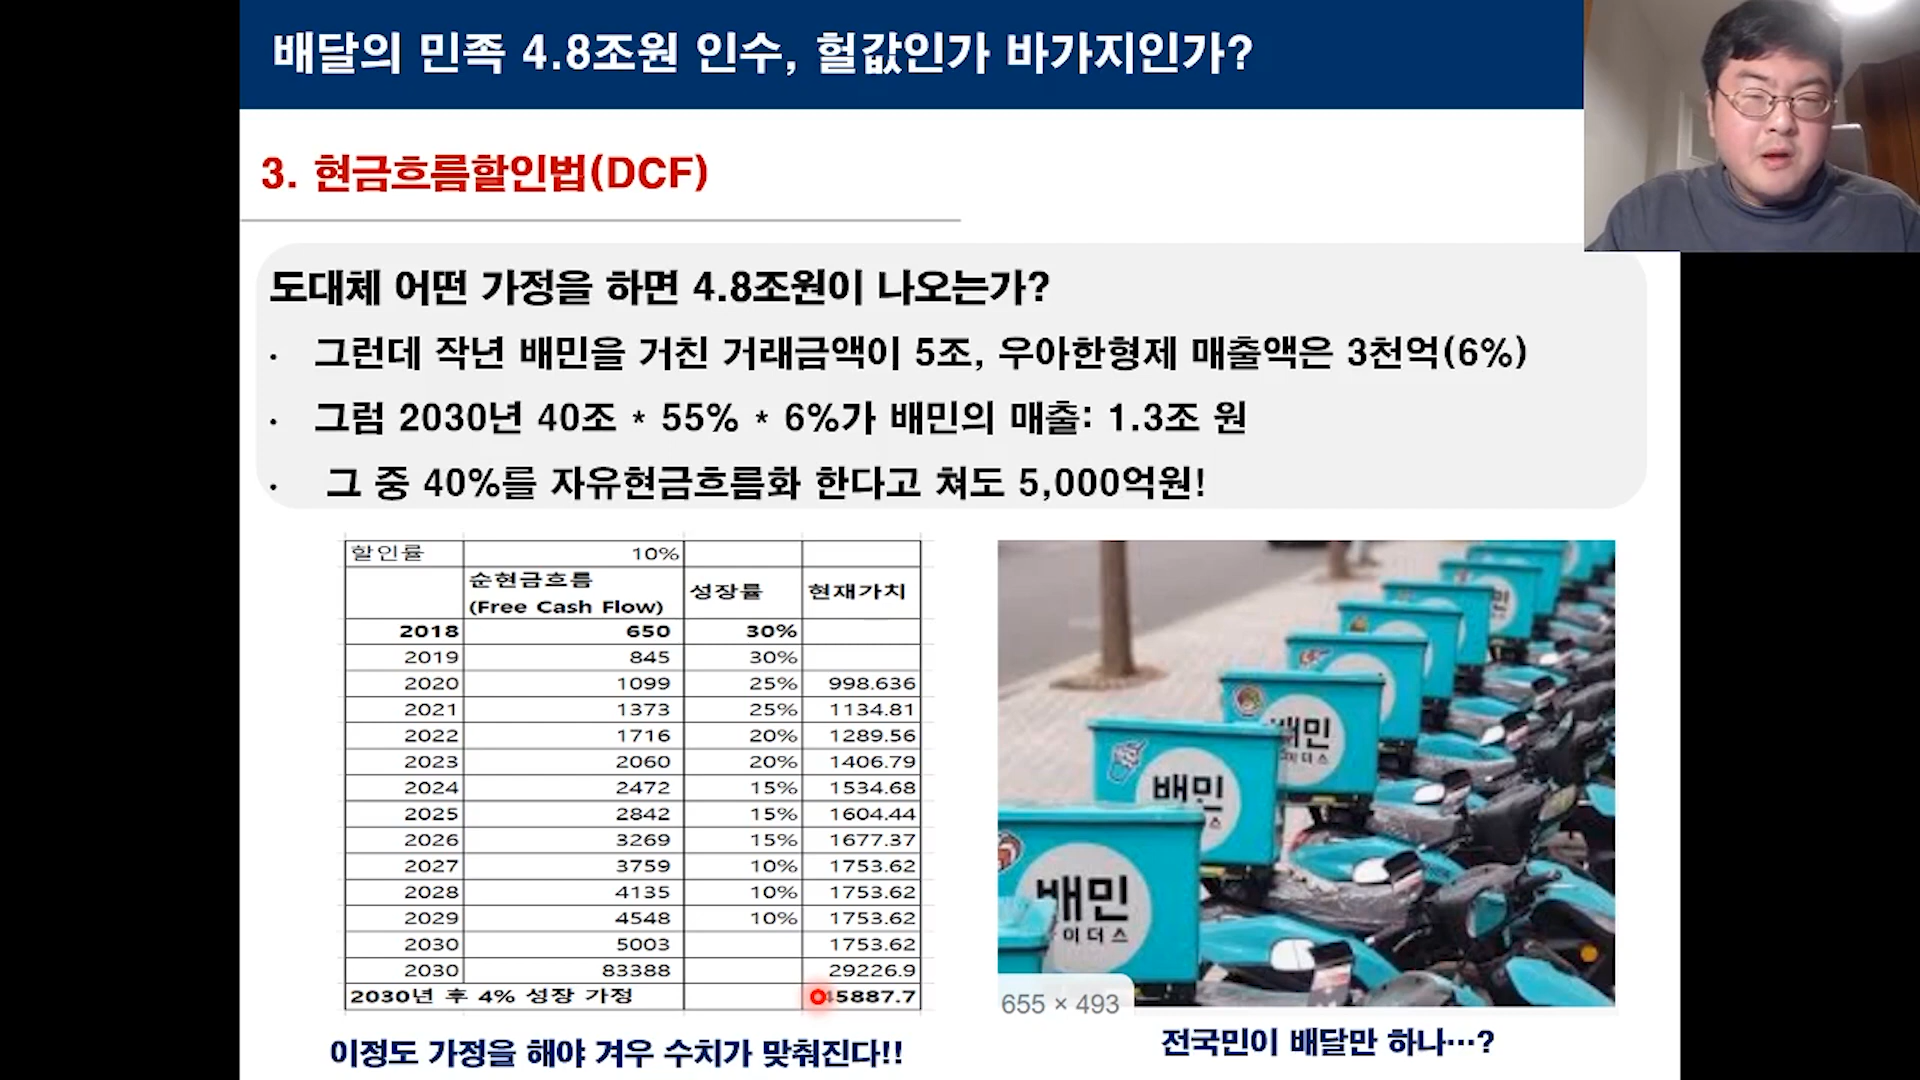 배달의 민족 4.8조원 인수, 헐값인가 바가지인가?
3. 현금흐름할인법(DCF)
도대체 어떤 가정을 하면 4.8조원이 나오는가?
· 그런데 작년 배민을 거친 거래금액이 5조, 우아한형제 매출액은 3천억(6%)
· 그럼 2030년 40조 * 55% * 6%가 배민의 매출: 1.3조 원
· 그 중 40%를 자유현금흐름화 한다고 쳐도 5,000억원!
할인률 10%
순현금흐름 (Free Cash Flow) 성장률 현재가치
2018 650 30%
2019 845 30%
2020 1099 25% 998.636
2021 1373 25% 1134.81
2022 1716 20% 1289.56
2023 2060 20% 1406.79
2024 2472 15% 1534.68
2025 2842 15% 1604.44
2026 3269 15% 1677.37
2027 3759 10% 1753.62
2028 4135 10% 1753.62
2029 4548 10% 1753.62
2030 5003 1753.62
2030 83388 29226.9
2030년 후 4% 성장 가정 5887.7
이정도 가정을 해야 겨우 수치가 맞춰진다!!
배민
배민
배민
655 × 493
전국민이 배달만 하나···?